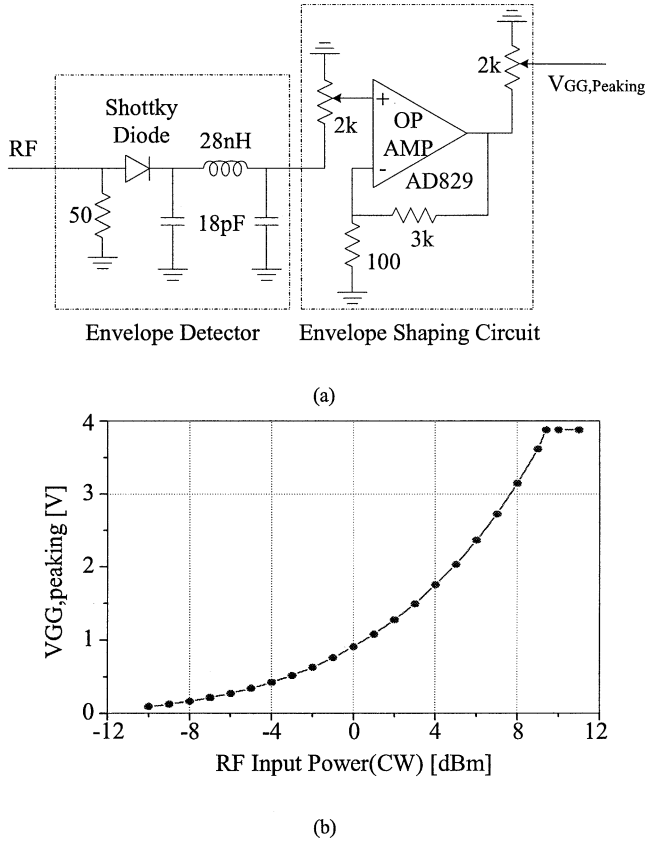 Shottky
Diode
RF
28nH
50
18pF
2k
+
OP
AMP
-
AD829
3k
100
2k
VGG,Peaking
Envelope Detector
Envelope Shaping Circuit
(a)
VGG,peaking [V]
4
3
2
1
0
-12 -8 -4 0 4 8 12
RF Input Power(CW) [dBm]
(b)